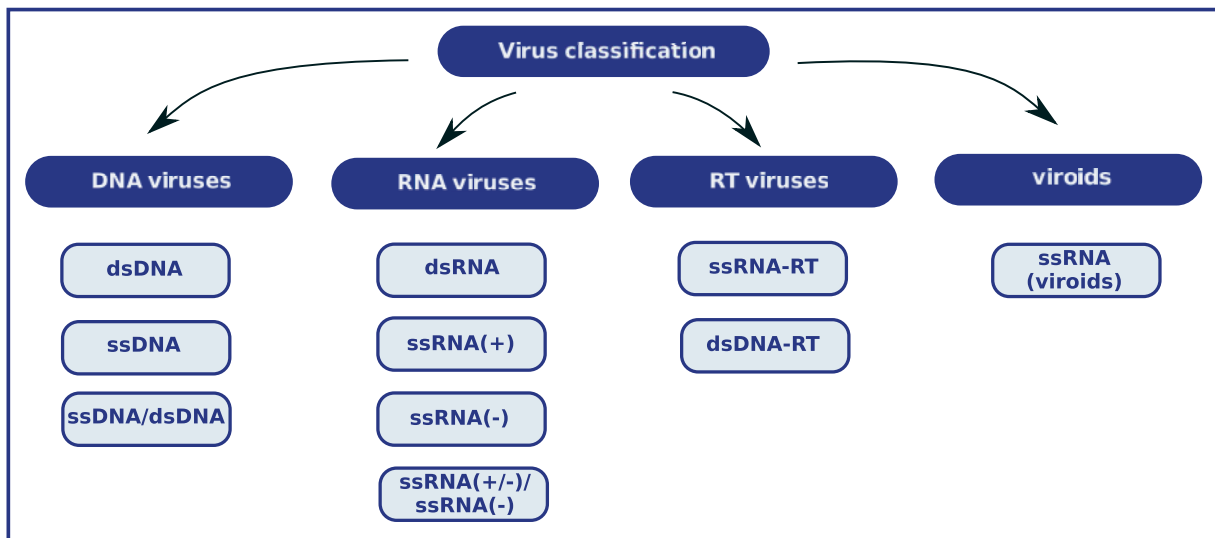 Virus classification
DNA viruses
RNA viruses
RT viruses
viroids
dsDNA
ssDNA
ssDNA/dsDNA
dsRNA
ssRNA(+)
ssRNA(-)
ssRNA(+/-)/
ssRNA(-)
ssRNA-RT
dsDNA-RT
ssRNA
(viroids)